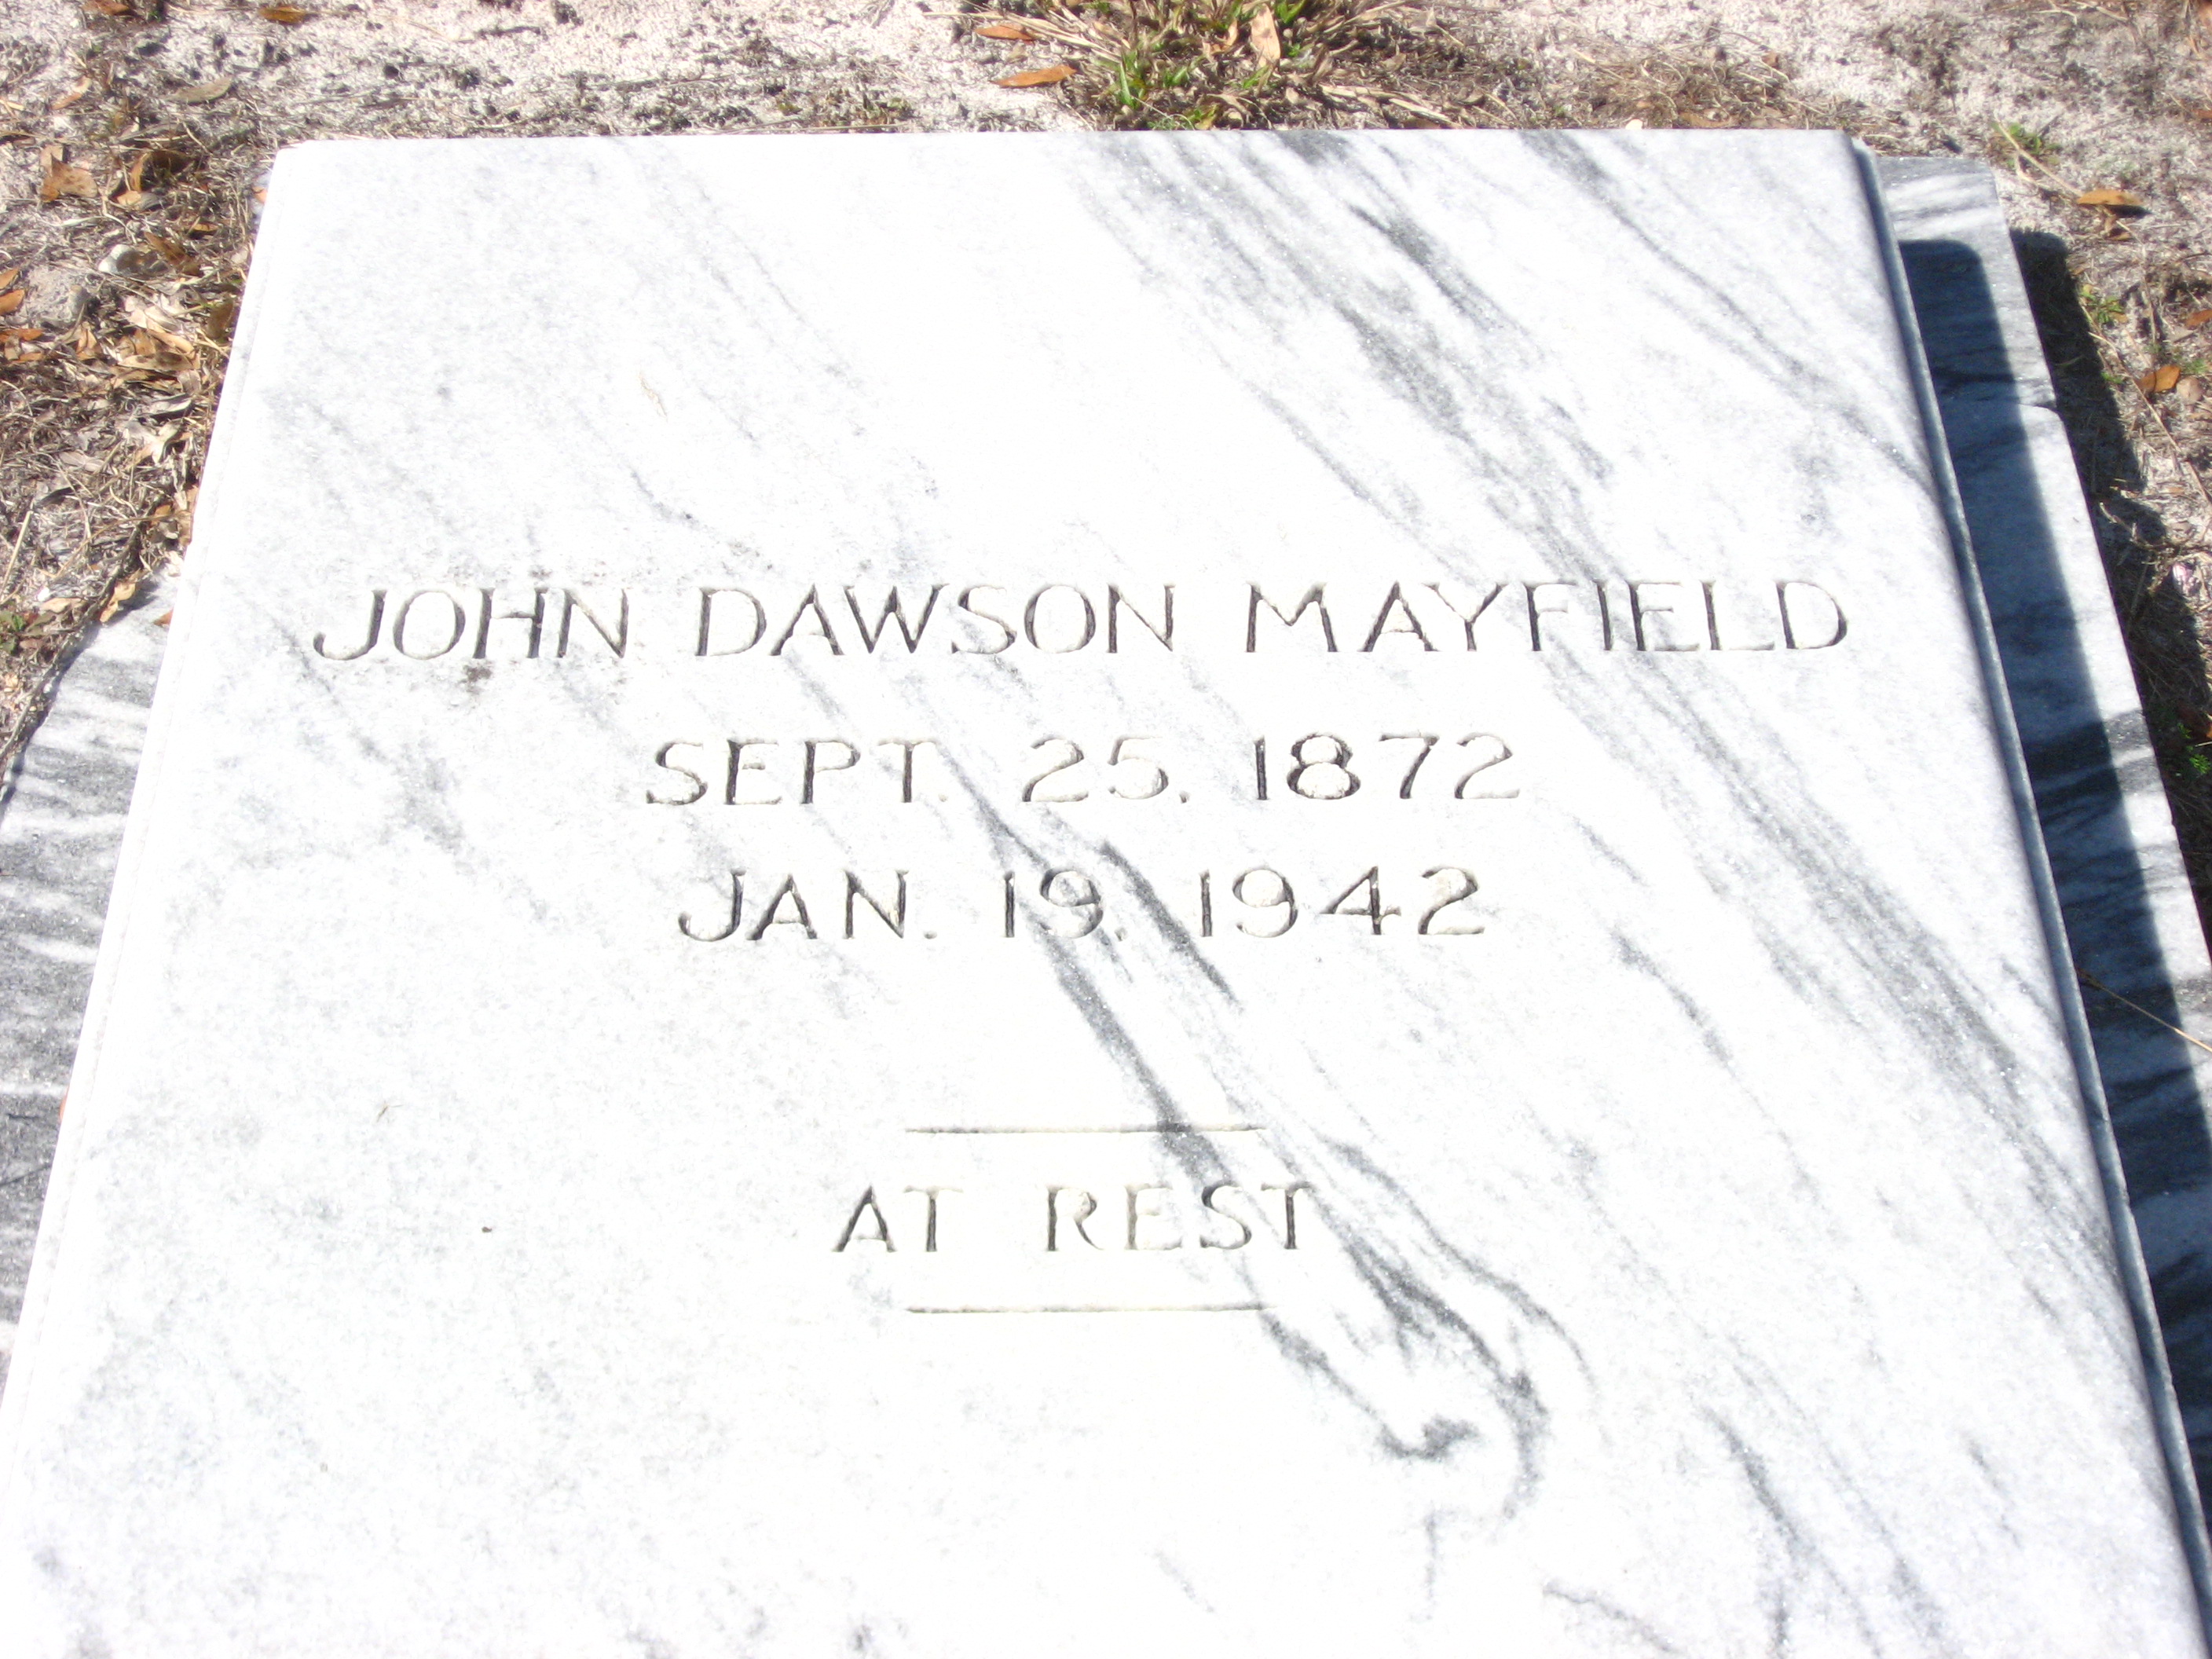 JOHN DAWSON MAYFIELD
SEPT. 25, 1872
JAN. 19, 1942
AT REST